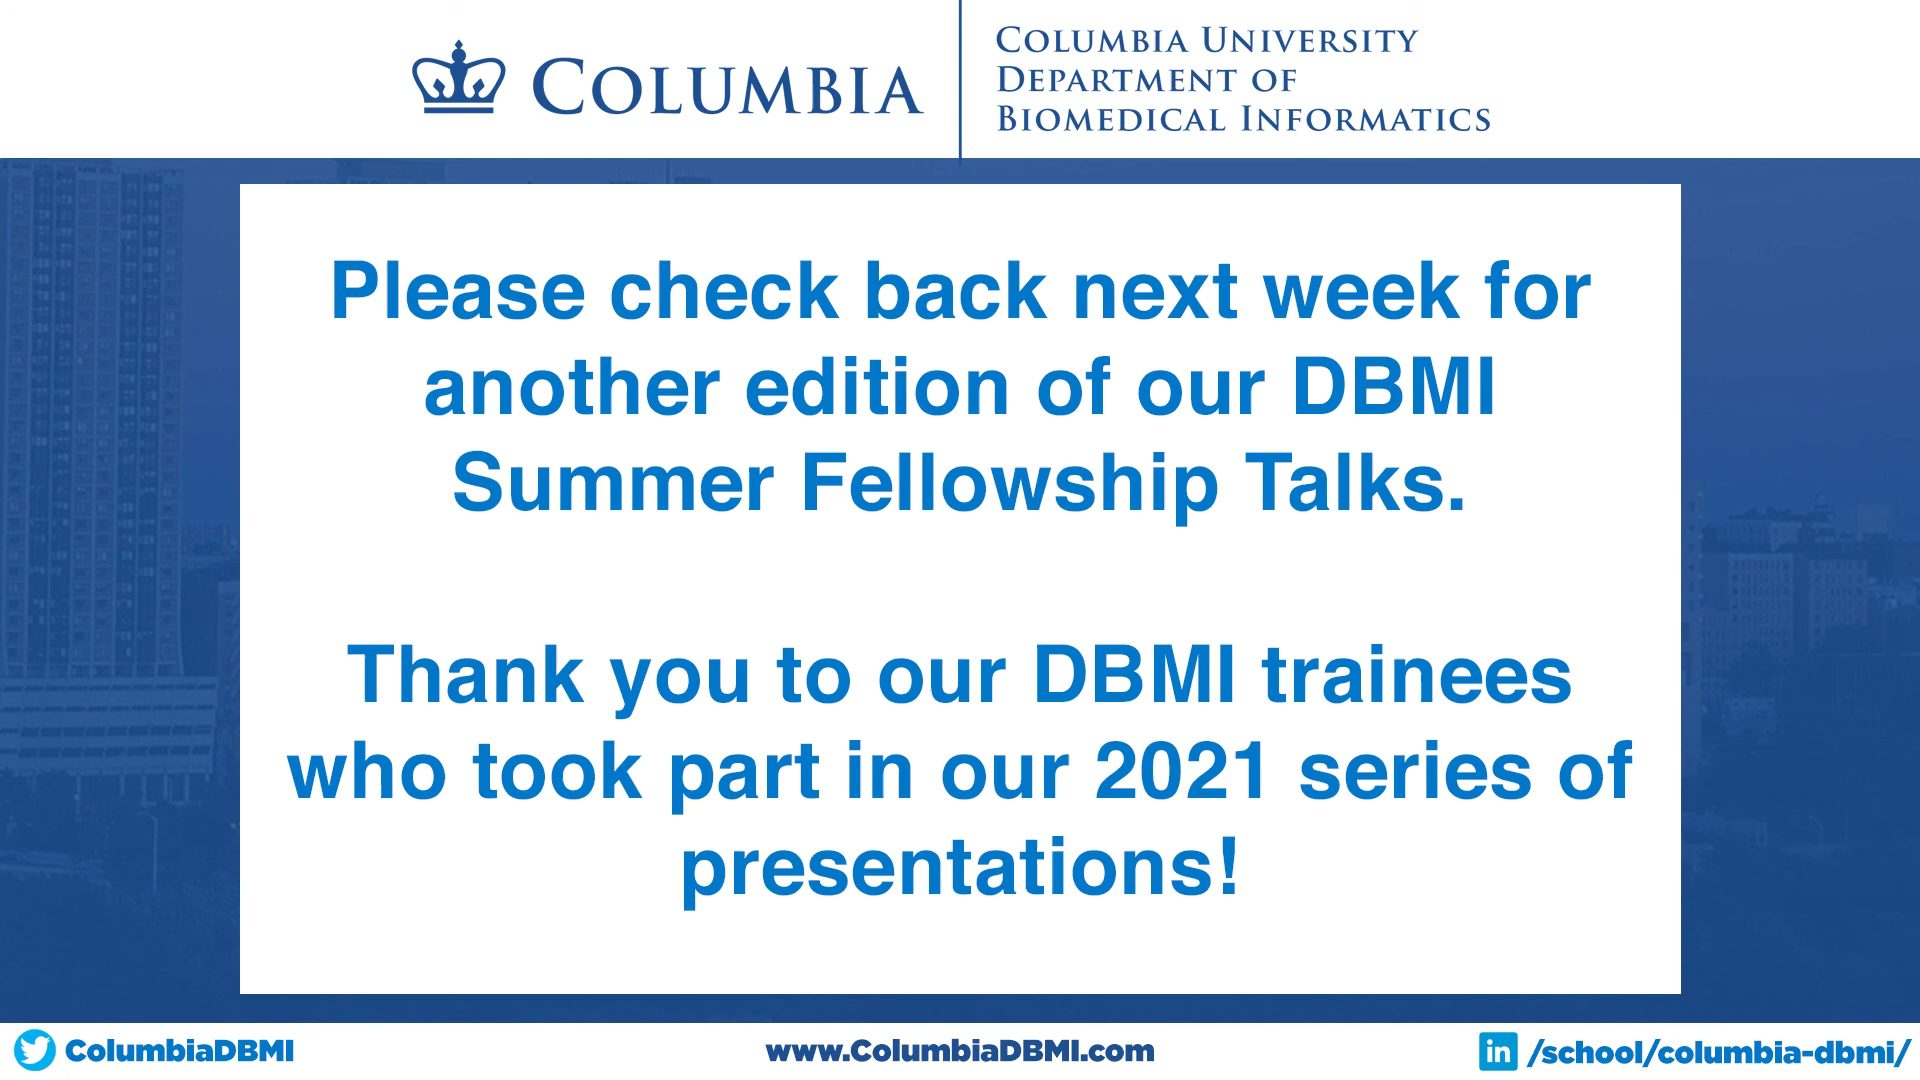 COLUMBIA
COLUMBIA UNIVERSITY
DEPARTMENT OF
BIOMEDICAL INFORMATICS
Please check back next week for
another edition of our DBMI
Summer Fellowship Talks.
Thank you to our DBMI trainees
who took part in our 2021 series of
presentations!
ColumbiaDBMI
www.ColumbiaDBMI.com
in /school/columbia-dbmi/